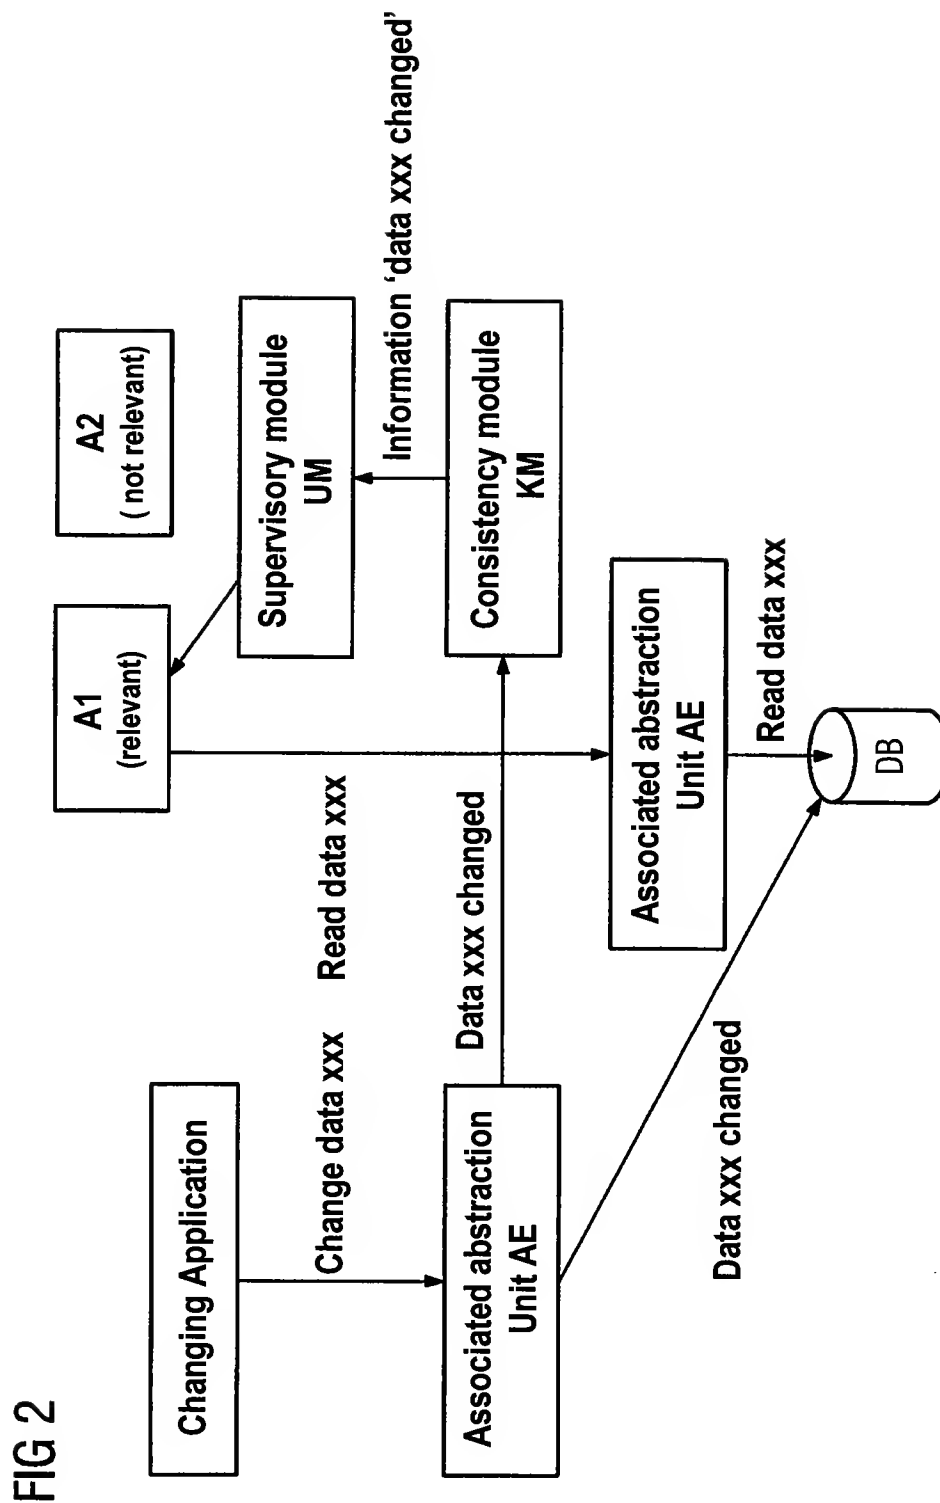 FIG 2
Changing Application
Change data xxx
Associated abstraction
Unit AE
Data xxx changed
Data xxx changed
A1
(relevant)
Read data xxx
A2
( not relevant)
Supervisory module
UM
Information ‘data xxx changed’
Consistency module
KM
Associated abstraction
Unit AE
Read data xxx
DB